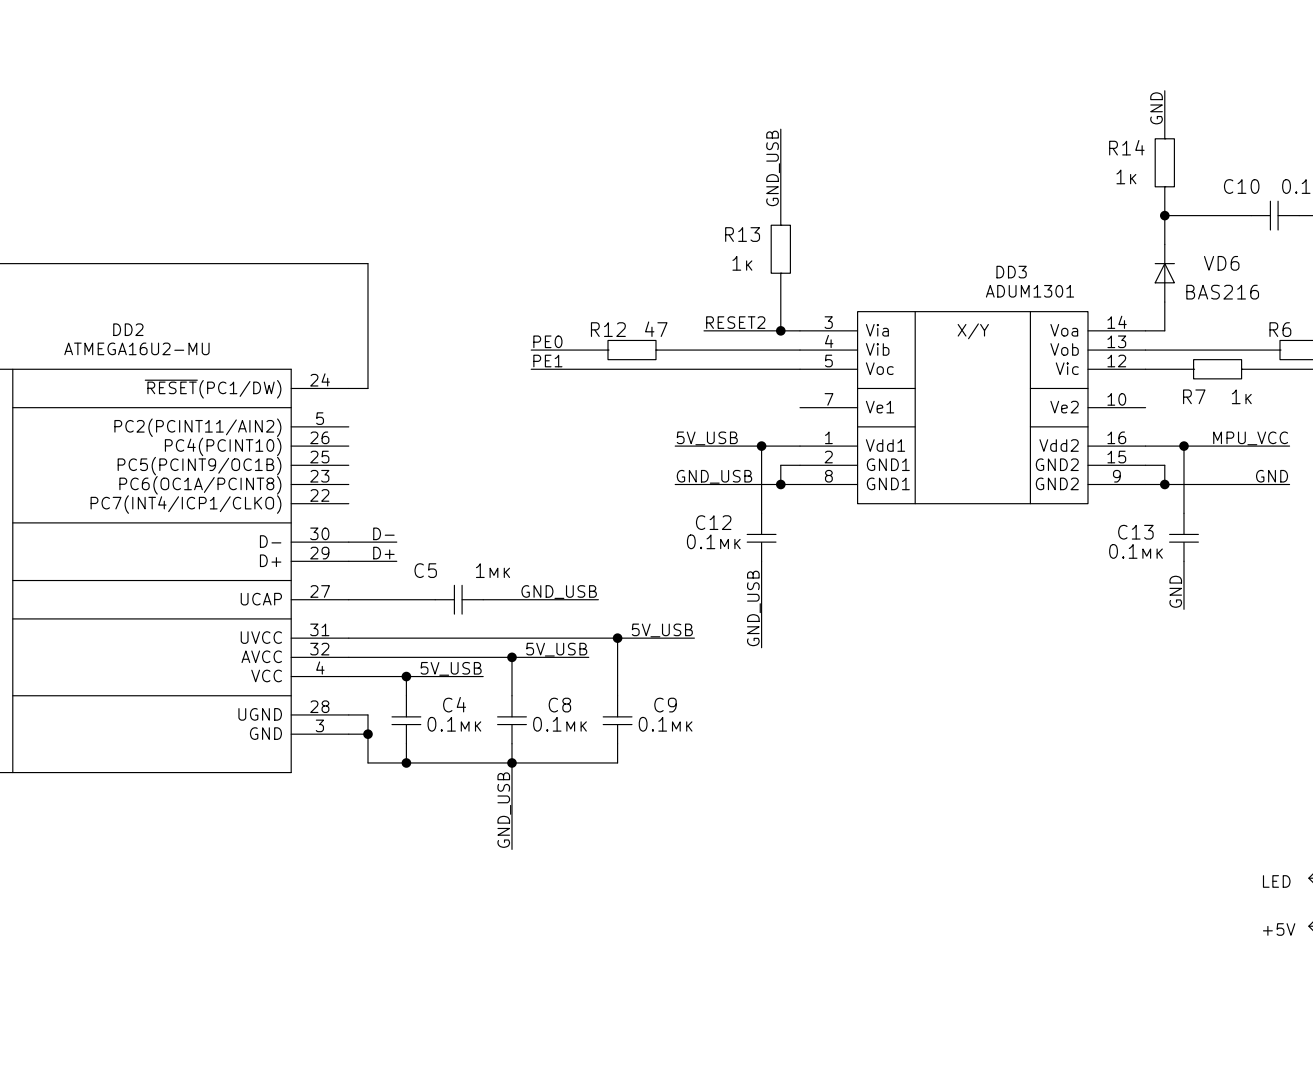 GND
R14
1к
C10 0.1
GND_USB
R13
1к
VD6
BAS216
DD3
ADUM1301
DD2
ATMEGA16U2-MU
RESET2
R12 47
PE0
PE1
3 Via X/Y Voa 14
4 Vib Vob 13
5 Voc Vic 12
R6
R7 1к
7 Ve1 Ve2 10
5V_USB 1 Vdd1 Vdd2 16 MPU_VCC
2 GND1 GND2 15
GND_USB 8 GND1 GND2 9 GND
C12
0.1мк
GND_USB
C13
0.1мк
GND
RESET(PC1/DW) 24
PC2(PCINT11/AIN2) 5
PC4(PCINT10) 26
PC5(PCINT9/OC1B) 25
PC6(OC1A/PCINT8) 23
PC7(INT4/ICP1/CLKO) 22
D- 30 D-
D+ 29 D+
C5 1мк
UCAP 27 GND_USB
UVCC 31 5V_USB
AVCC 32 5V_USB
VCC 4 5V_USB
UGND 28
GND 3
C4
0.1мк
C8
0.1мк
C9
0.1мк
GND_USB
LED
+5V